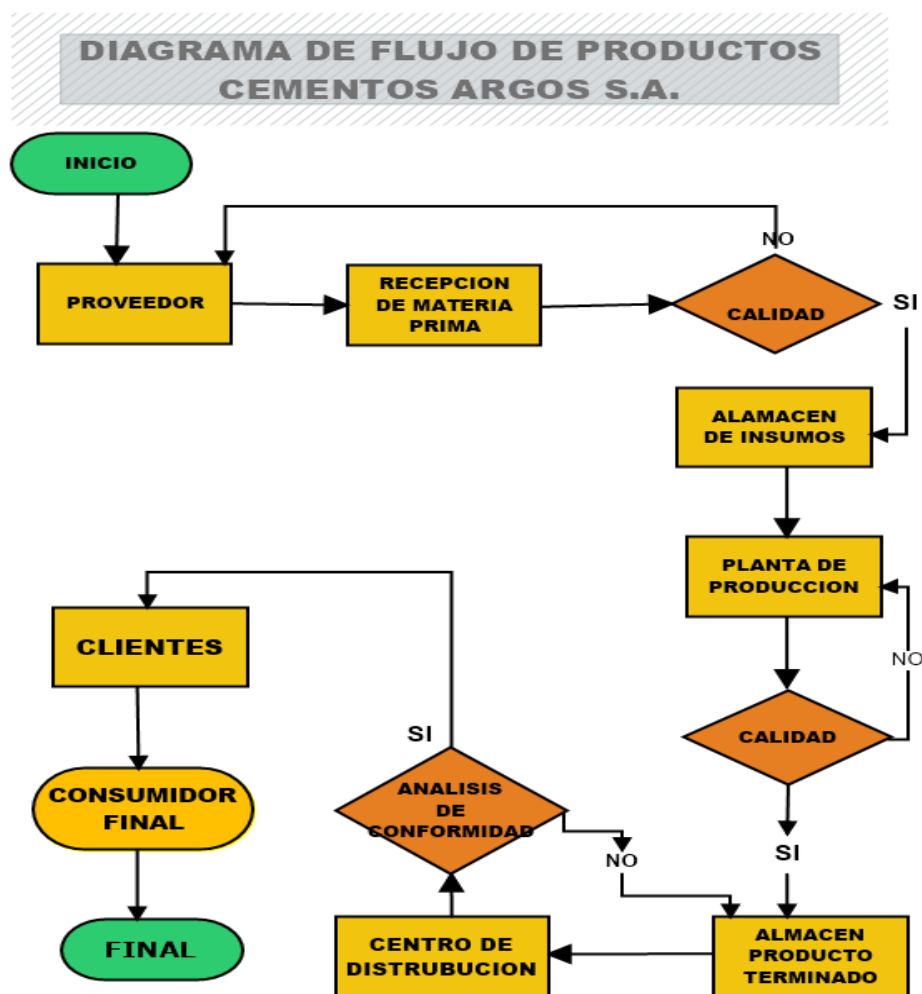 DIAGRAMA DE FLUJO DE PRODUCTOS
CEMENTOS ARGOS S.A.
INICIO
PROVEEDOR
RECEPCION
DE MATERIA
PRIMA
NO
CALIDAD
SI
ALAMACEN
DE INSUMOS
PLANTA DE
PRODUCCION
NO
CALIDAD
SI
ALMACEN
PRODUCTO
TERMINADO
CENTRO DE
DISTRUBUCION
ANALISIS
DE
CONFORMIDAD
NO
SI
CLIENTES
CONSUMIDOR
FINAL
FINAL